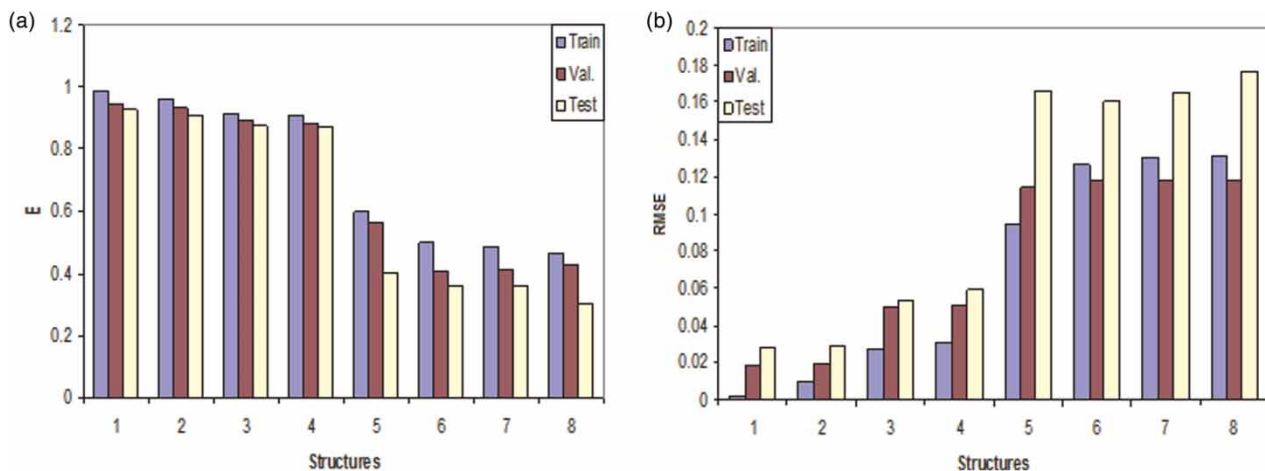 (a)
1.2
1
0.8
0.6
0.4
0.2
0
E
1 2 3 4 5 6 7 8
Structures
Train
Val.
Test
(b)
0.2
0.18
0.16
0.14
0.12
0.1
0.08
0.06
0.04
0.02
0
RMSE
1 2 3 4 5 6 7 8
Structures
Train
Val.
Test